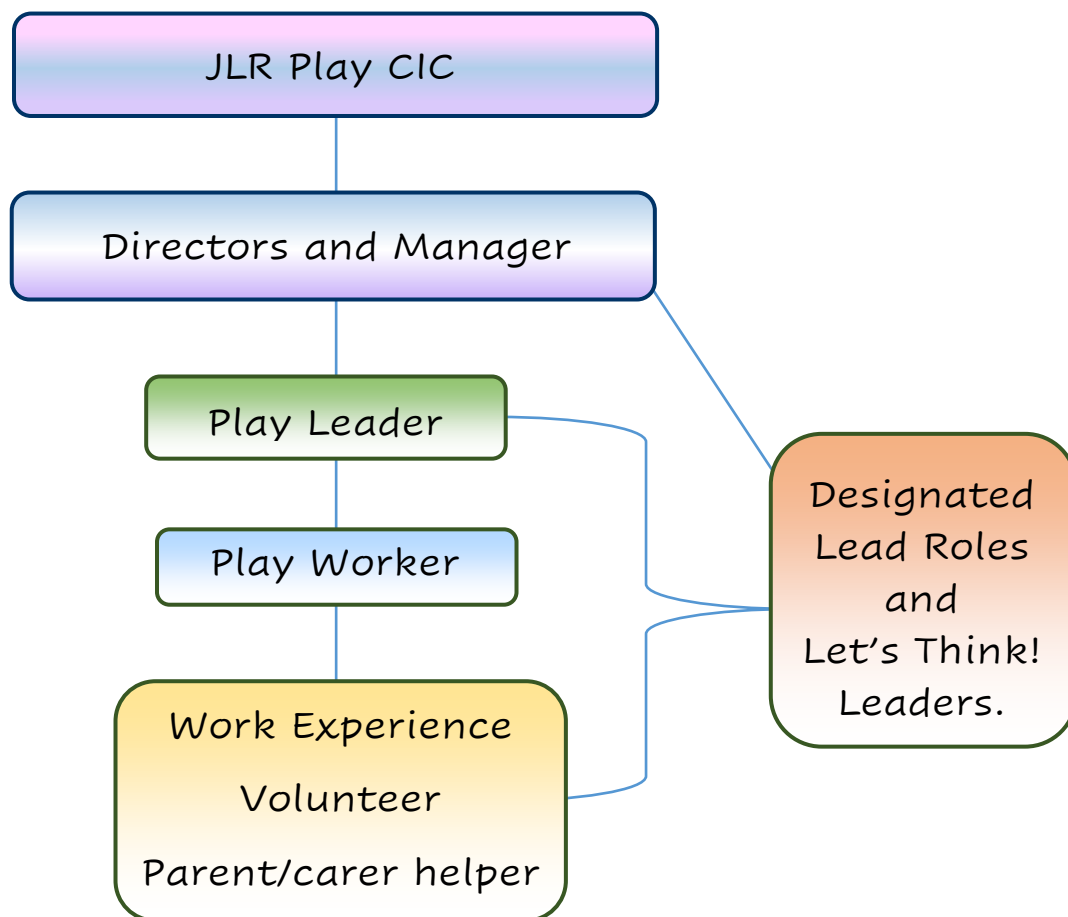 JLR Play CIC
Directors and Manager
Play Leader
Play Worker
Work Experience
Volunteer
Parent/carer helper
Designated
Lead Roles
and
Let’s Think!
Leaders.